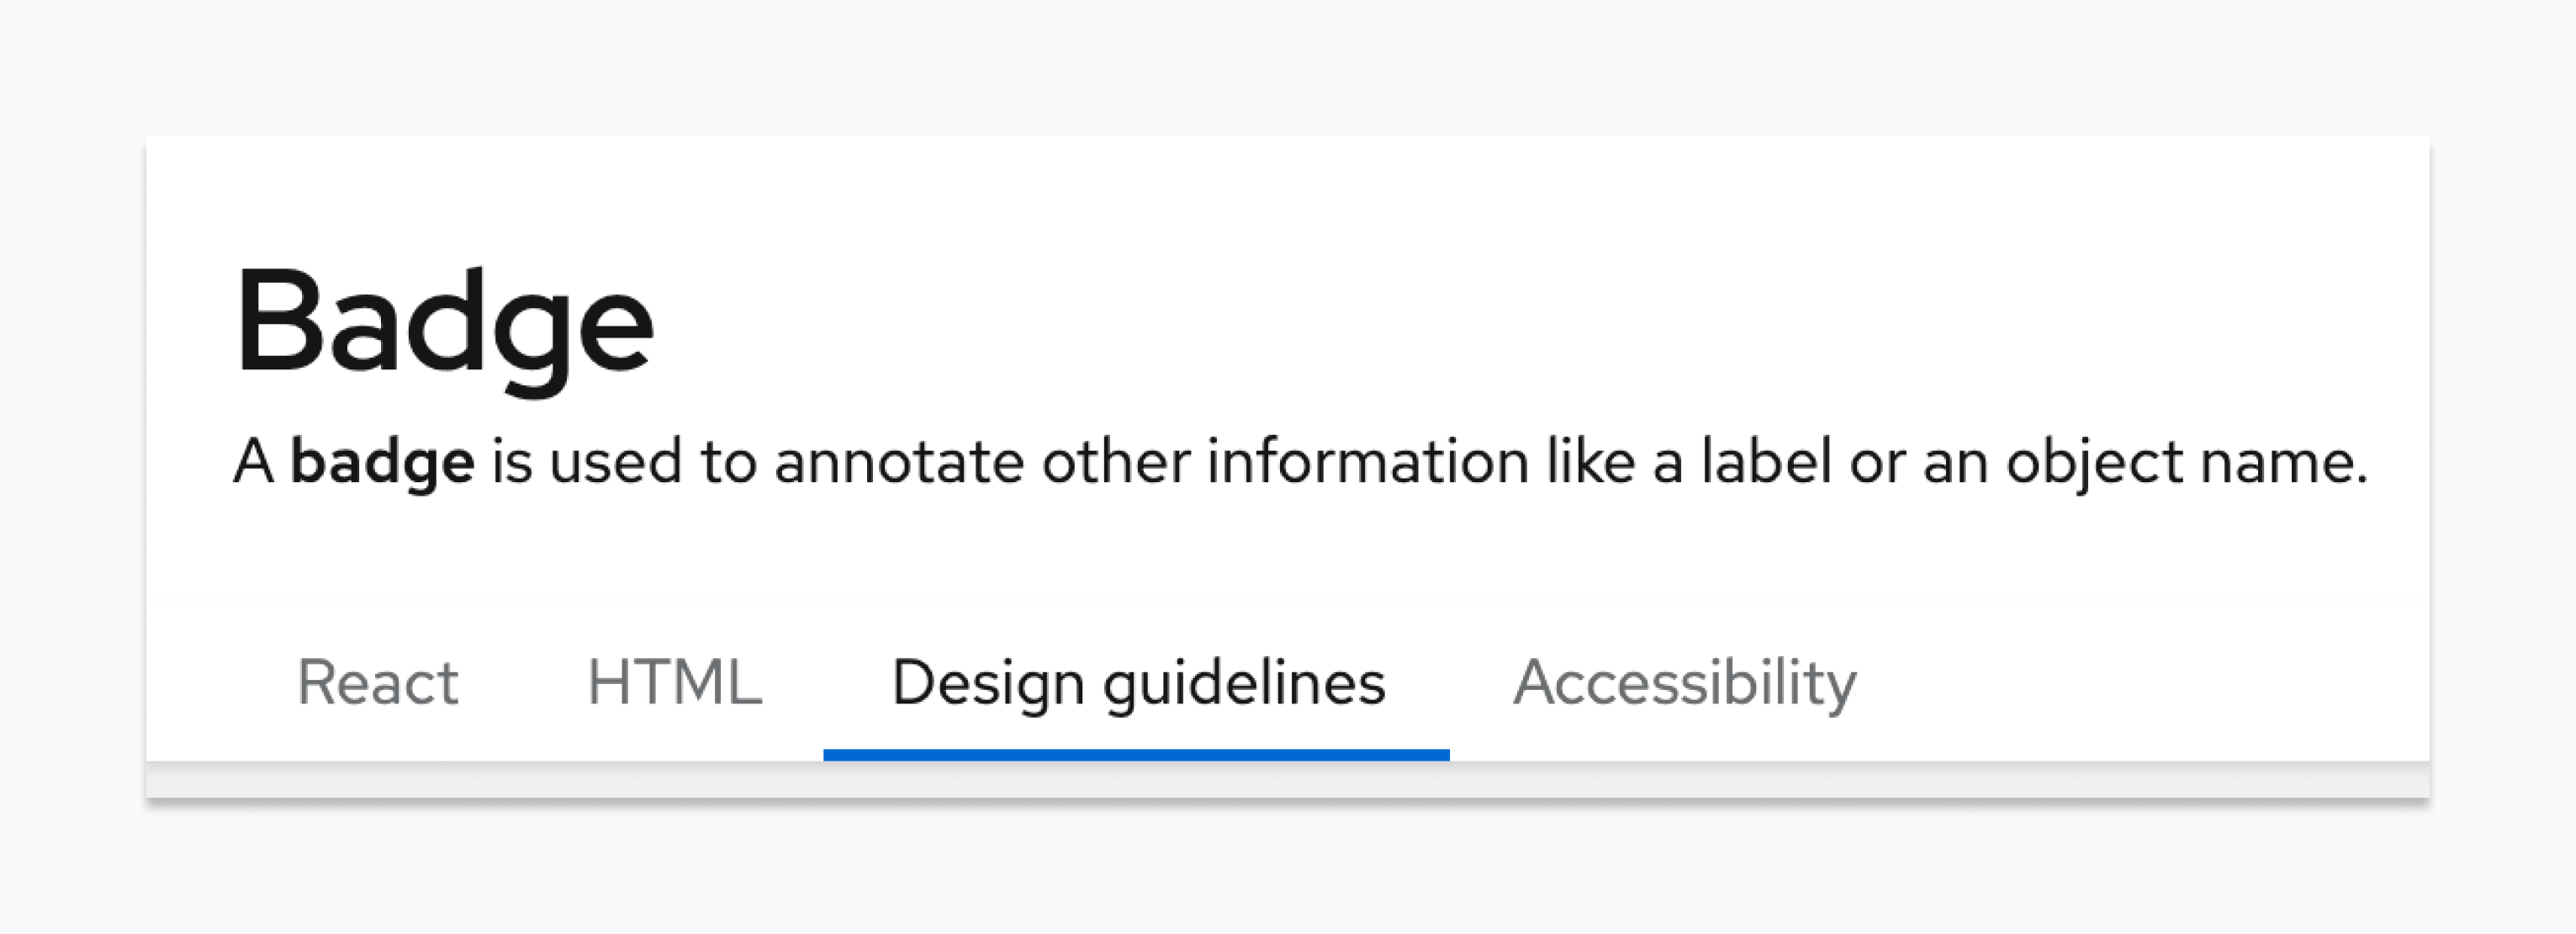 Badge
A badge is used to annotate other information like a label or an object name.
React HTML Design guidelines Accessibility